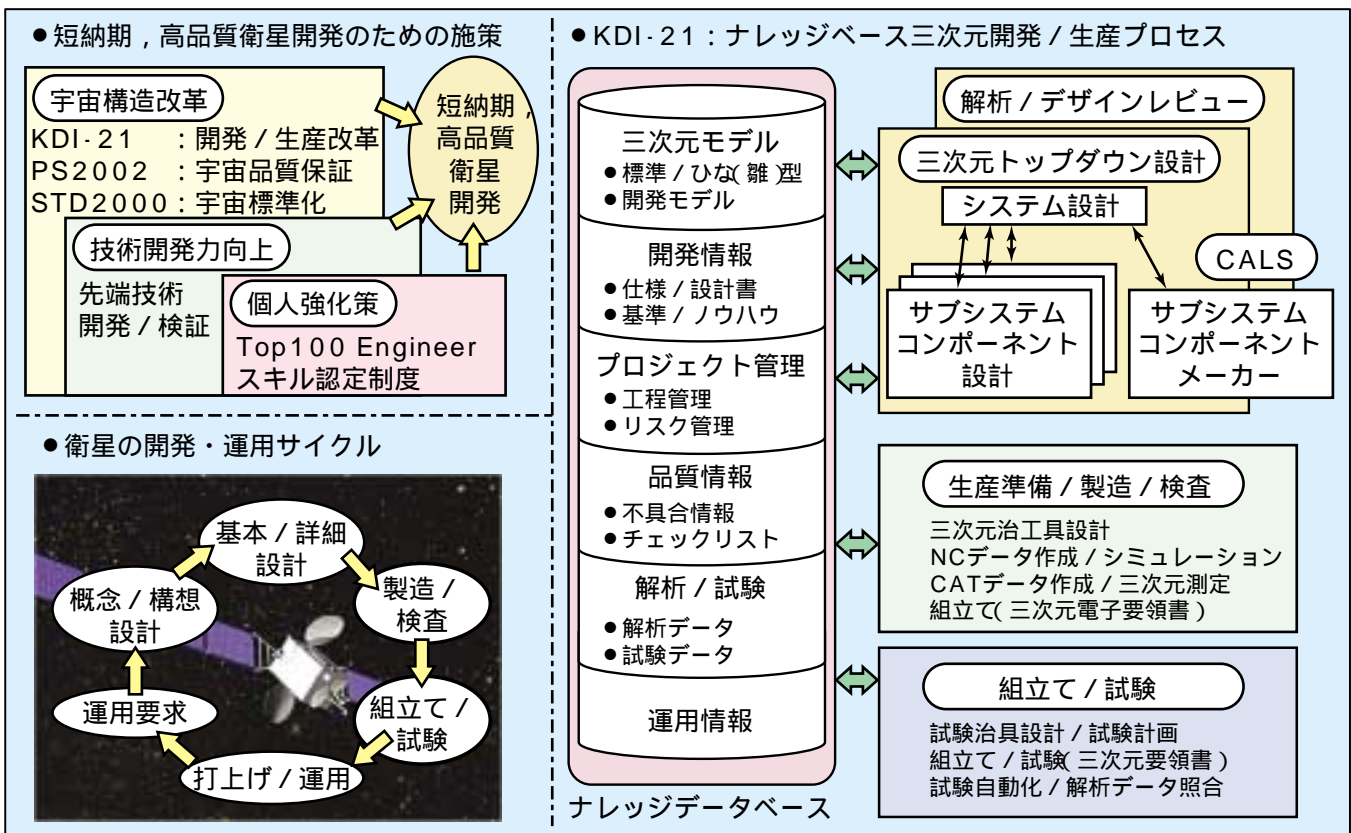 ●短納期，高品質衛星開発のための施策
宇宙構造改革
KDI-21 ：開発／生産改革
PS2002 ：宇宙品質保証
STD2000：宇宙標準化
技術開発力向上
先端技術
開発／検証
個人強化策
Top100 Engineer
スキル認定制度
短納期，
高品質
衛星
開発
●衛星の開発・運用サイクル
基本／詳細
設計
製造／
検査
組立て／
試験
打上げ／運用
運用要求
概念／構想
設計
●KDI-21：ナレッジベース三次元開発／生産プロセス
三次元モデル
●標準／ひな(雛)型
●開発モデル
開発情報
●仕様／設計書
●基準／ノウハウ
プロジェクト管理
●工程管理
●リスク管理
品質情報
●不具合情報
●チェックリスト
解析／試験
●解析データ
●試験データ
運用情報
ナレッジデータベース
解析／デザインレビュー
三次元トップダウン設計
システム設計
CALS
サブシステム
コンポーネント
設計
サブシステム
コンポーネント
メーカー
生産準備／製造／検査
三次元治工具設計
NCデータ作成／シミュレーション
CATデータ作成／三次元測定
組立て(三次元電子要領書)
組立て／試験
試験治具設計／試験計画
組立て／試験(三次元要領書)
試験自動化／解析データ照合